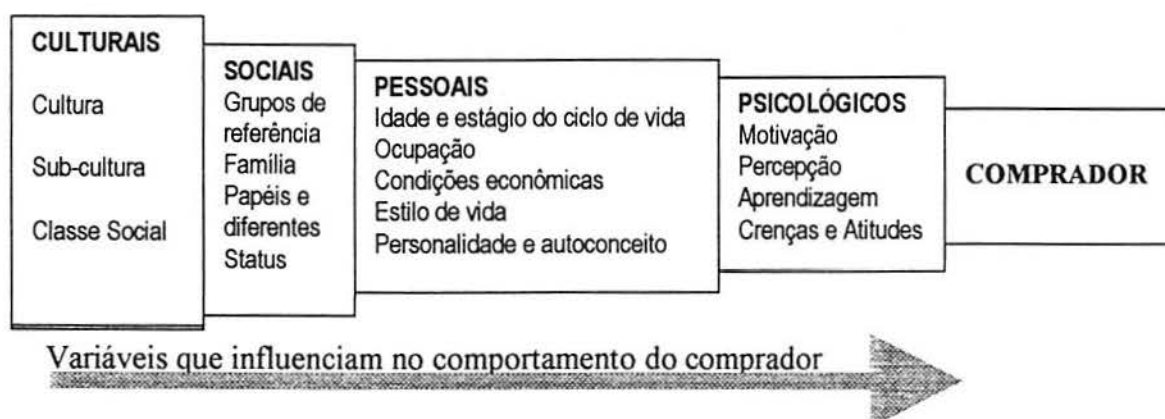 CULTURAIS
Cultura
Sub-cultura
Classe Social
SOCIAIS
Grupos de
referência
Família
Papéis e
diferentes
Status
PESSOAIS
Idade e estágio do ciclo de vida
Ocupação
Condições econômicas
Estilo de vida
Personalidade e autoconceito
PSICOLÓGICOS
Motivação
Percepção
Aprendizagem
Crenças e Atitudes
COMPRADOR
Variáveis que influenciam no comportamento do comprador